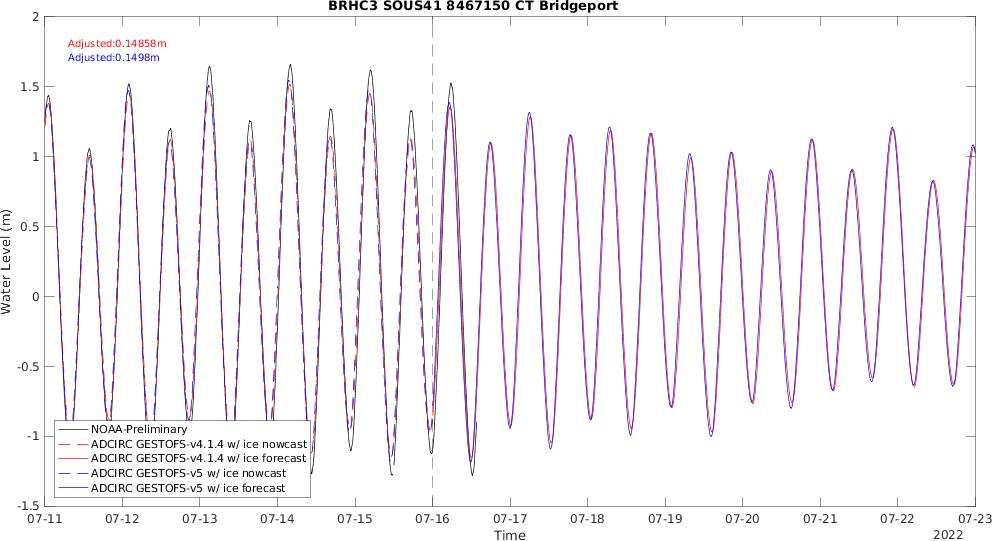 BRHC3 SOUS41 8467150 CT Bridgeport
Adjusted:0.14858m
Adjusted:0.1498m
Water Level (m)
2
1.5
1
0.5
0
-0.5
-1
-1.5
NOAA-Preliminary
ADCIRC GESTOFS-v4.1.4 w/ ice nowcast
ADCIRC GESTOFS-v4.1.4 w/ ice forecast
ADCIRC GESTOFS-v5 w/ ice nowcast
ADCIRC GESTOFS-v5 w/ ice forecast
07-11 07-12 07-13 07-14 07-15 07-16 07-17 07-18 07-19 07-20 07-21 07-22 07-23
Time
2022